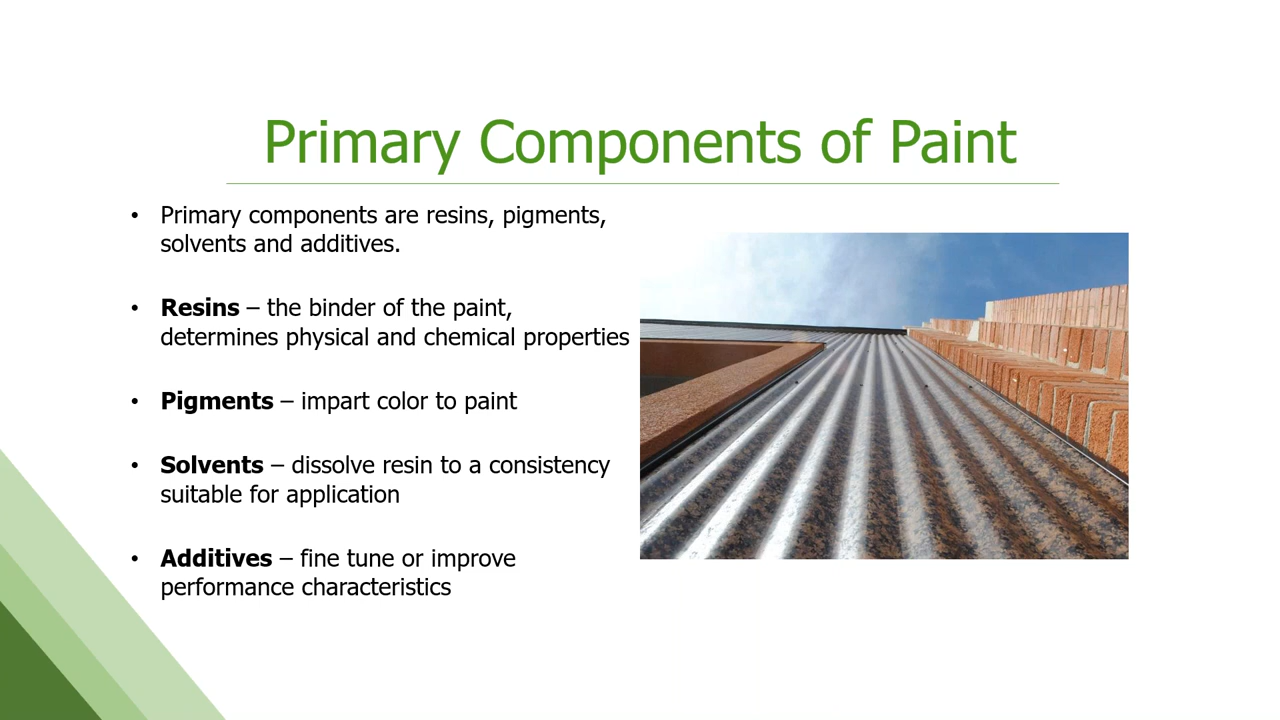 Primary Components of Paint
• Primary components are resins, pigments,
solvents and additives.
• Resins – the binder of the paint,
determines physical and chemical properties
• Pigments – impart color to paint
• Solvents – dissolve resin to a consistency
suitable for application
• Additives – fine tune or improve
performance characteristics